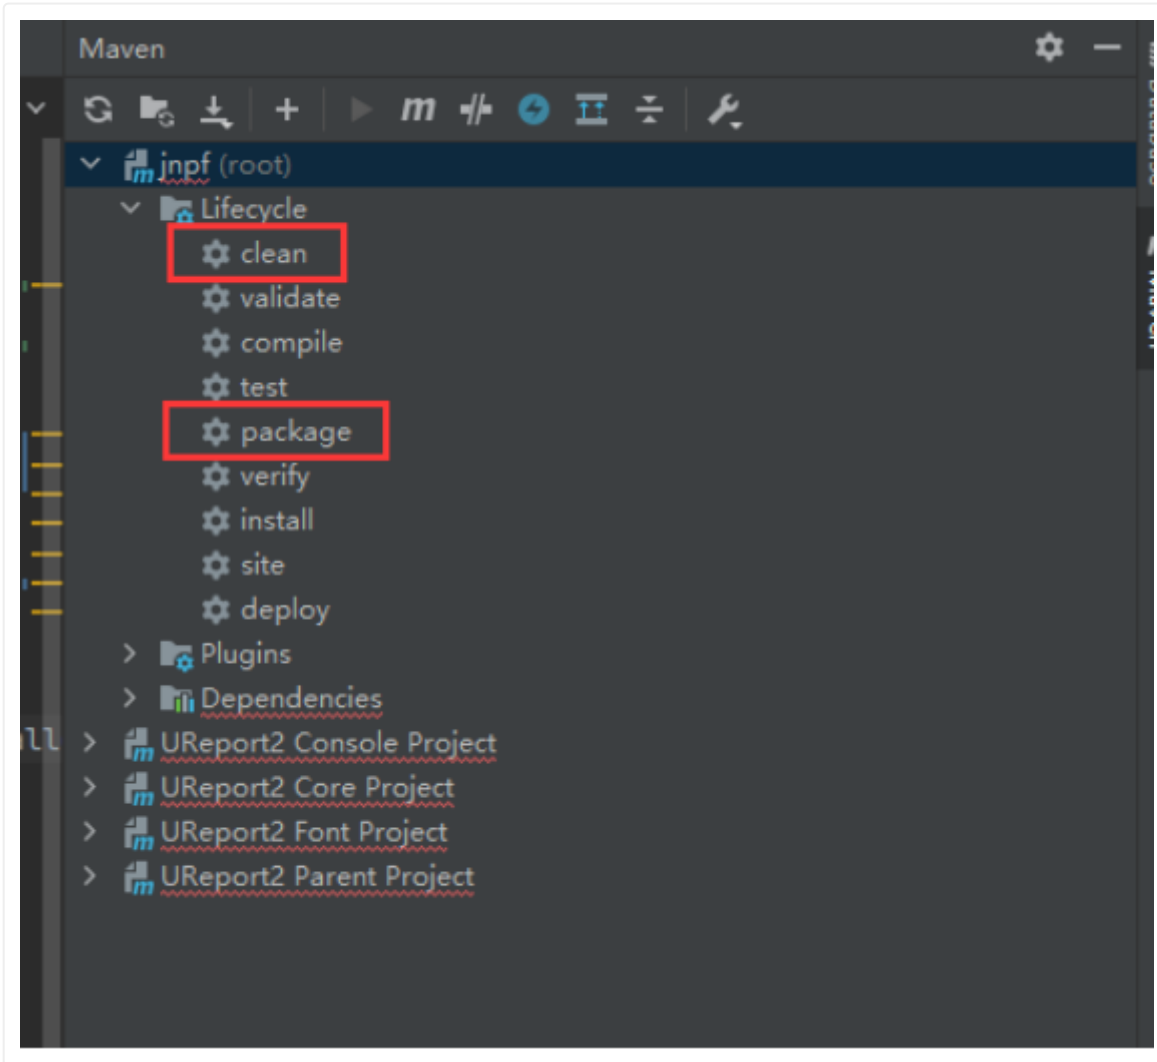 Maven
m
jnpf (root)
Lifecycle
clean
validate
compile
test
package
verify
install
site
deploy
Plugins
Dependencies
UReport2 Console Project
UReport2 Core Project
UReport2 Font Project
UReport2 Parent Project